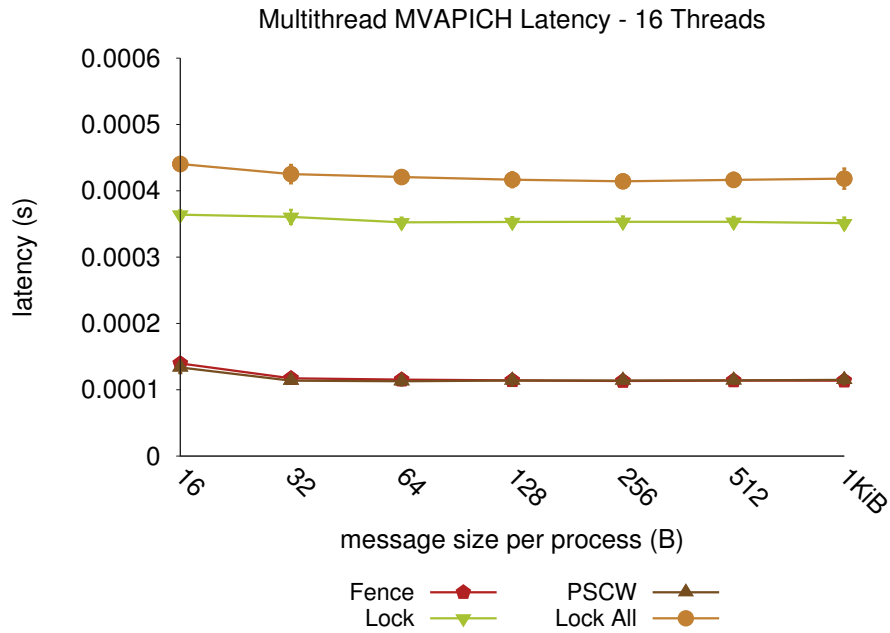 Multithread MVAPICH Latency - 16 Threads
0.0006
0.0005
0.0004
0.0003
0.0002
0.0001
0
latency (s)
16 32 64 128 256 512 1KiB
message size per process (B)
Fence PSCW
Lock Lock All